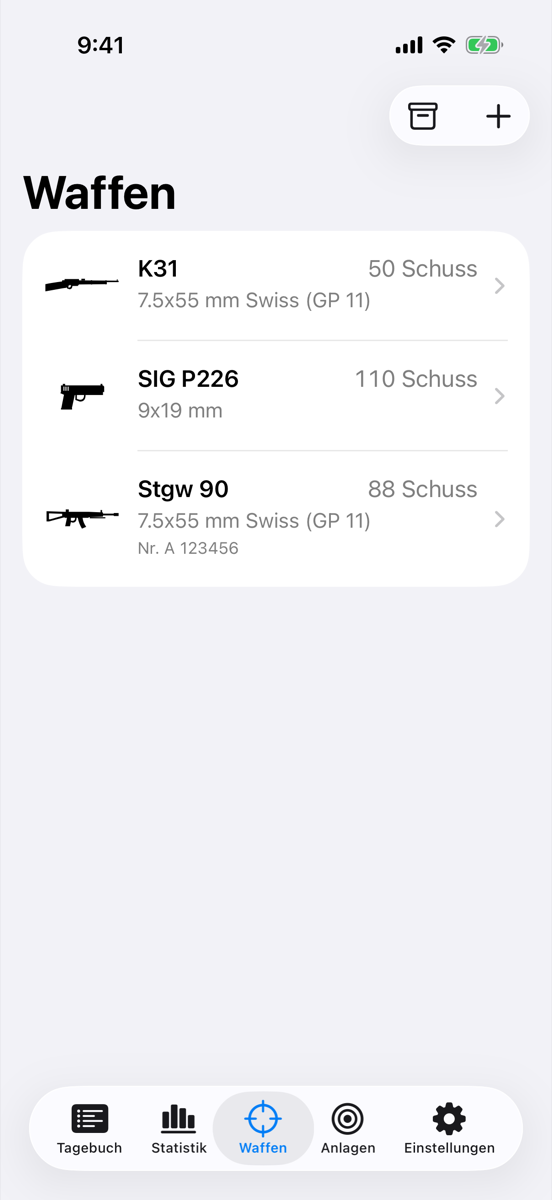 9:41
Waffen
K31
50 Schuss
7.5x55 mm Swiss (GP 11)
SIG P226
110 Schuss
9x19 mm
Stgw 90
88 Schuss
7.5x55 mm Swiss (GP 11)
Nr. A 123456
Tagebuch
Statistik
Waffen
Anlagen
Einstellungen